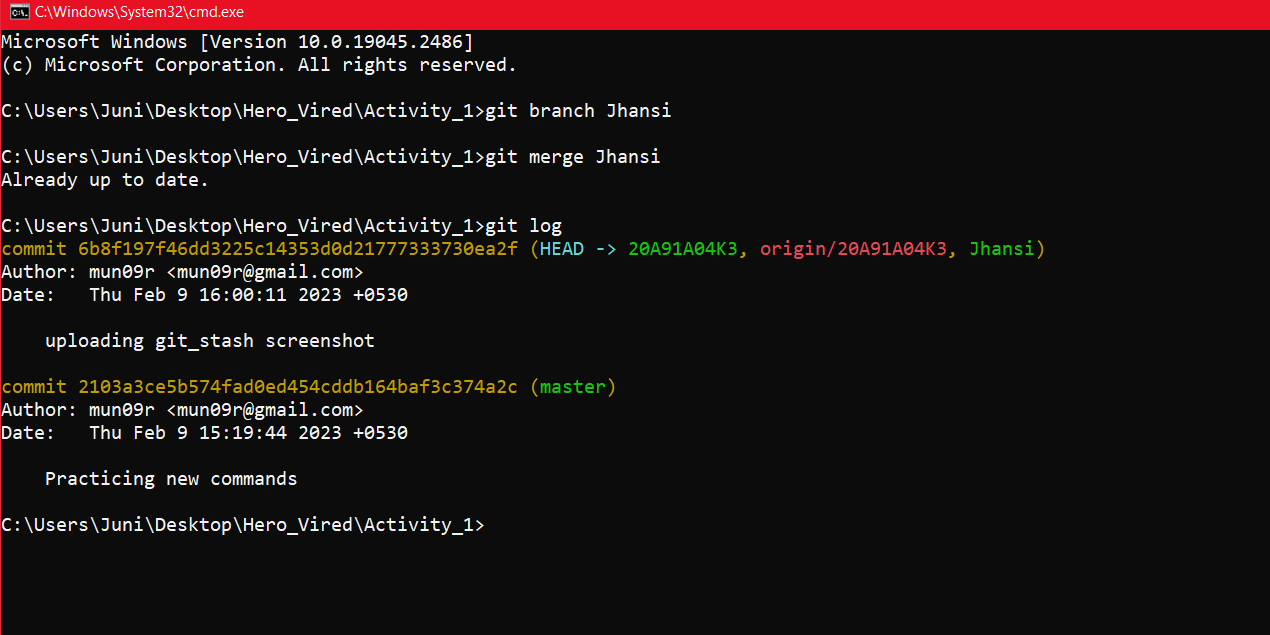 C:\Windows\System32\cmd.exe
Microsoft Windows [Version 10.0.19045.2486]
(c) Microsoft Corporation. All rights reserved.
C:\Users\Juni\Desktop\Hero_Vired\Activity_1>git branch Jhansi
C:\Users\Juni\Desktop\Hero_Vired\Activity_1>git merge Jhansi
Already up to date.
C:\Users\Juni\Desktop\Hero_Vired\Activity_1>git log
commit 6b8f197f46dd3225c14353d0d21777333730ea2f (HEAD -> 20A91A04K3, origin/20A91A04K3, Jhansi)
Author: mun09r <mun09r@gmail.com>
Date:   Thu Feb 9 16:00:11 2023 +0530
    uploading git_stash screenshot
commit 2103a3ce5b574fad0ed454cddb164baf3c374a2c (master)
Author: mun09r <mun09r@gmail.com>
Date:   Thu Feb 9 15:19:44 2023 +0530
    Practicing new commands
C:\Users\Juni\Desktop\Hero_Vired\Activity_1>